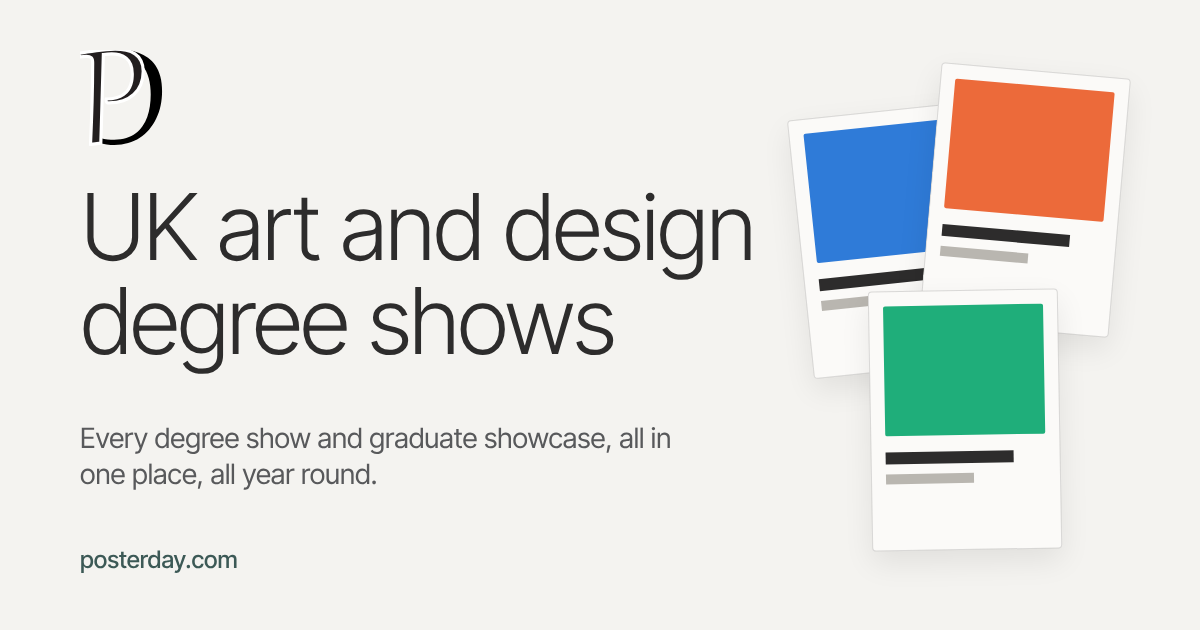 PD
UK art and design
degree shows
Every degree show and graduate showcase, all in
one place, all year round.
posterday.com